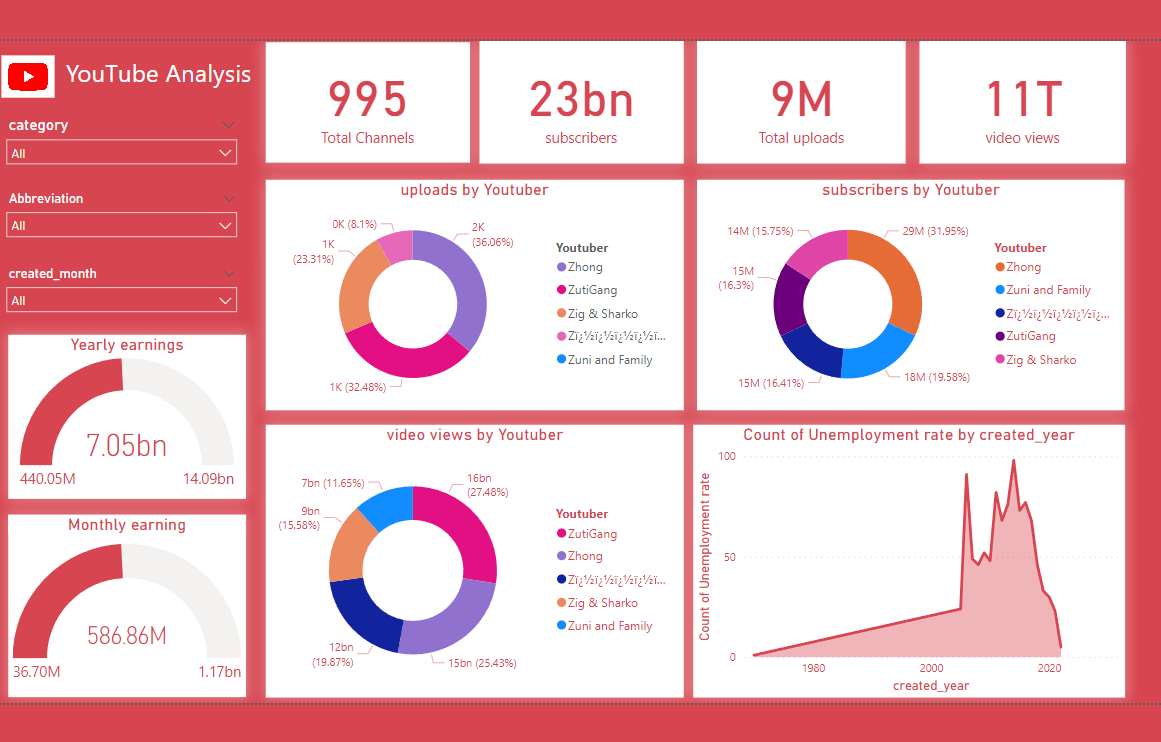 YouTube Analysis
category
All
Abbreviation
All
created_month
All
995
Total Channels
23bn
subscribers
9M
Total uploads
11T
video views
Yearly earnings
7.05bn
440.05M
14.09bn
Monthly earning
586.86M
36.70M
1.17bn
uploads by Youtuber
0K (8.1%)
2K
(36.06%)
1K
(23.31%)
1K (32.48%)
Youtuber
Zhong
ZutiGang
Zig & Sharko
Zï¿½ï¿½ï¿½ï¿½ï...
Zuni and Family
subscribers by Youtuber
14M (15.75%)
29M (31.95%)
15M
(16.3%)
15M (16.41%)
18M (19.58%)
Youtuber
Zhong
Zuni and Family
Zï¿½ï¿½ï¿½ï¿½ï¿...
ZutiGang
Zig & Sharko
video views by Youtuber
7bn (11.65%)
16bn
(27.48%)
9bn
(15.58%)
12bn
(19.87%)
15bn (25.43%)
Youtuber
ZutiGang
Zhong
Zï¿½ï¿½ï¿½ï¿½ï...
Zig & Sharko
Zuni and Family
Count of Unemployment rate by created_year
Count of Unemployment rate
100
50
0
1980
2000
2020
created_year